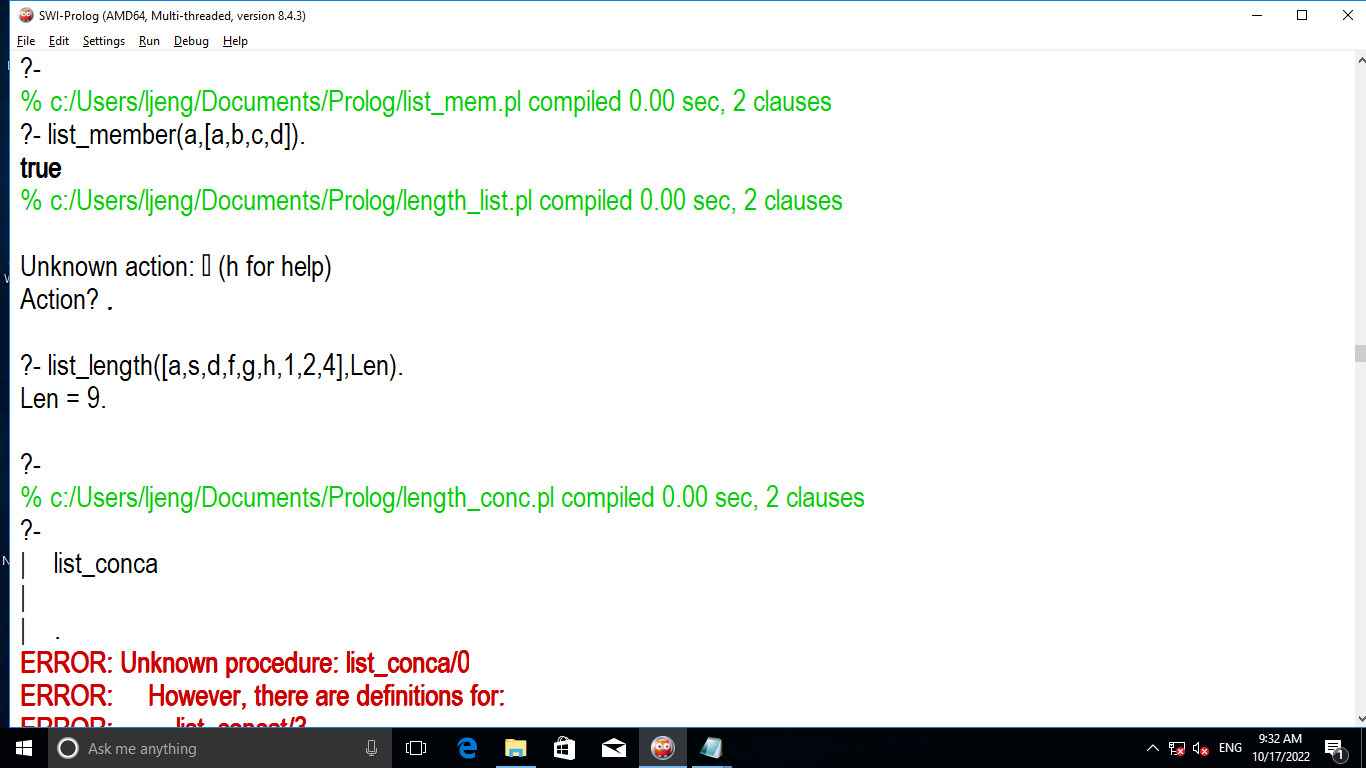 SWI-Prolog (AMD64, Multi-threaded, version 8.4.3)
File Edit Settings Run Debug Help
?-
% c:/Users/ljeng/Documents/Prolog/list_mem.pl compiled 0.00 sec, 2 clauses
?- list_member(a,[a,b,c,d]).
true
% c:/Users/ljeng/Documents/Prolog/length_list.pl compiled 0.00 sec, 2 clauses
Unknown action: ▯ (h for help)
Action? .
?- list_length([a,s,d,f,g,h,1,2,4],Len).
Len = 9.
?-
% c:/Users/ljeng/Documents/Prolog/length_conc.pl compiled 0.00 sec, 2 clauses
?-
| list_conca
|
| .
ERROR: Unknown procedure: list_conca/0
ERROR: However, there are definitions for:
ERROR: list_concat/3
Ask me anything
ENG
9:32 AM
10/17/2022
1